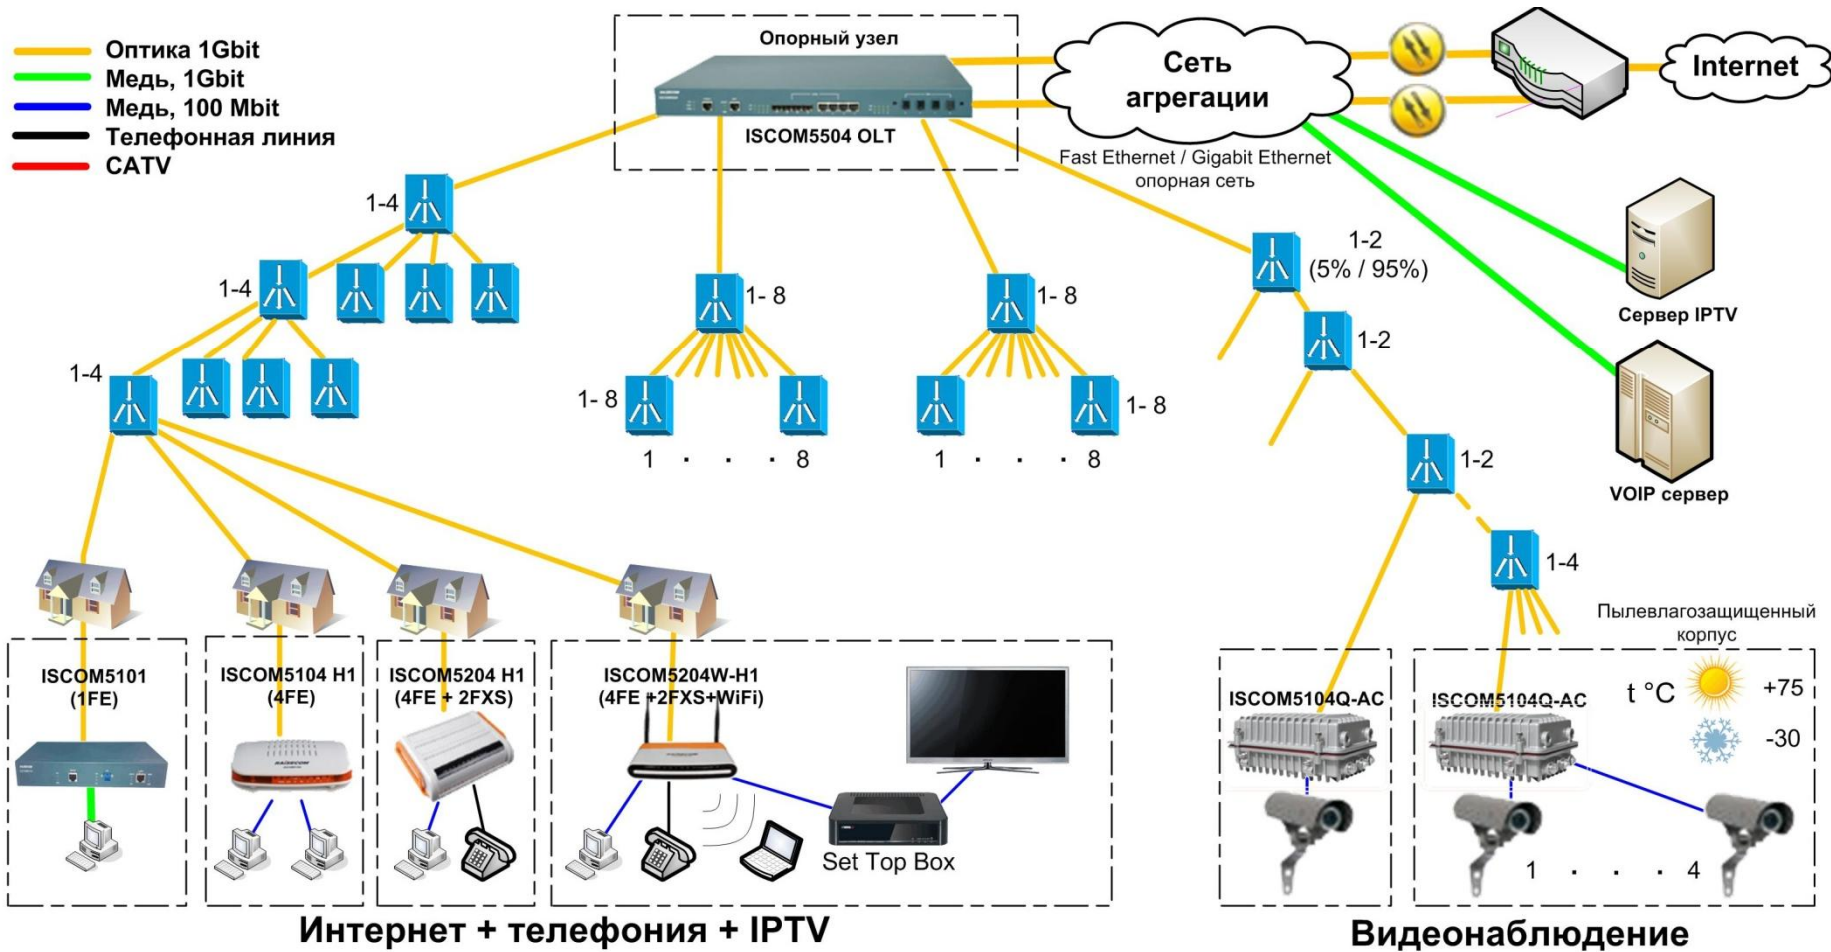 Оптика 1Gbit
Медь, 1Gbit
Медь, 100 Mbit
Телефонная линия
CATV
Опорный узел
ISCOM5504 OLT
Сеть
агрегации
Internet
Fast Ethernet / Gigabit Ethernet
опорная сеть
Сервер IPTV
VOIP сервер
1-4
1-4
1-4
1- 8
1- 8
1- 8
1- 8
1 . . . 8
1 . . . 8
1-2
(5% / 95%)
1-2
1-2
1-4
ISCOM5101
(1FE)
ISCOM5104 H1
(4FE)
RAISECOM
ISCOM5204 H1
(4FE + 2FXS)
ISCOM5204W-H1
(4FE +2FXS+WiFi)
Set Top Box
Пылевлагозащищенный
корпус
ISCOM5104Q-AC
ISCOM5104Q-AC
t °C
+75
-30
1 . . . 4
Интернет + телефония + IPTV
Видеонаблюдение